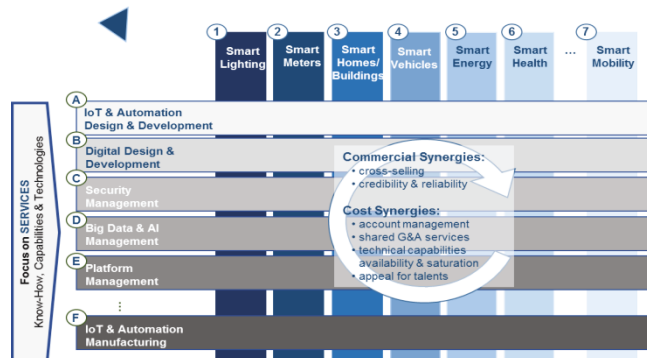 1
2
3
4
5
6
7
Smart
Lighting
Smart
Meters
Smart
Homes/
Buildings
Smart
Vehicles
Smart
Energy
Smart
Health
...
Smart
Mobility
Focus on SERVICES
Know-How, Capabilities & Technologies
A
IoT & Automation
Design & Development
B
Digital Design &
Development
C
Security
Management
D
Big Data & AI
Management
E
Platform
Management
⋮
F
IoT & Automation
Manufacturing
Commercial Synergies:
• cross-selling
• credibility & reliability
Cost Synergies:
• account management
• shared G&A services
• technical capabilities
availability & saturation
• appeal for talents